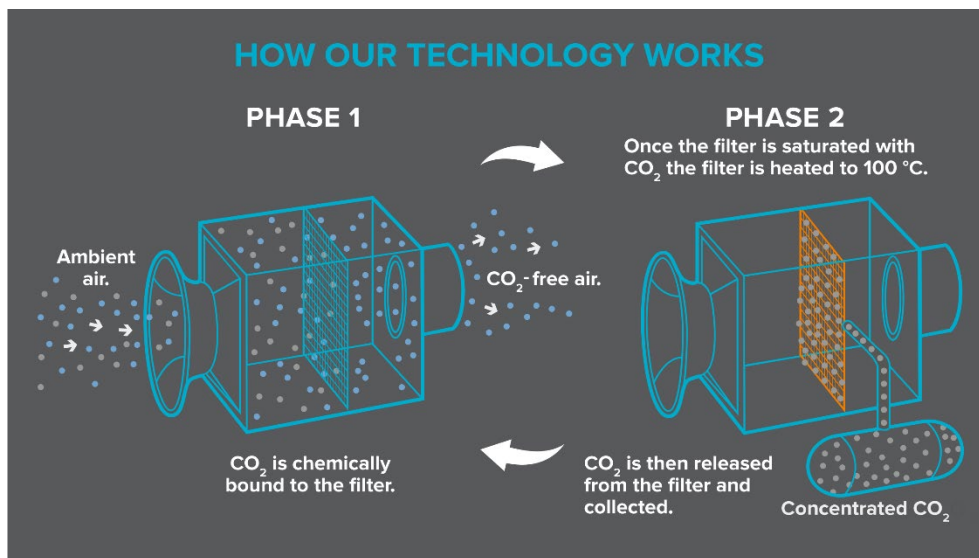 HOW OUR TECHNOLOGY WORKS
PHASE 1
Ambient
air.
CO₂-free air.
CO₂ is chemically
bound to the filter.
PHASE 2
Once the filter is saturated with
CO₂ the filter is heated to 100 °C.
CO₂ is then released
from the filter and
collected.
Concentrated CO₂